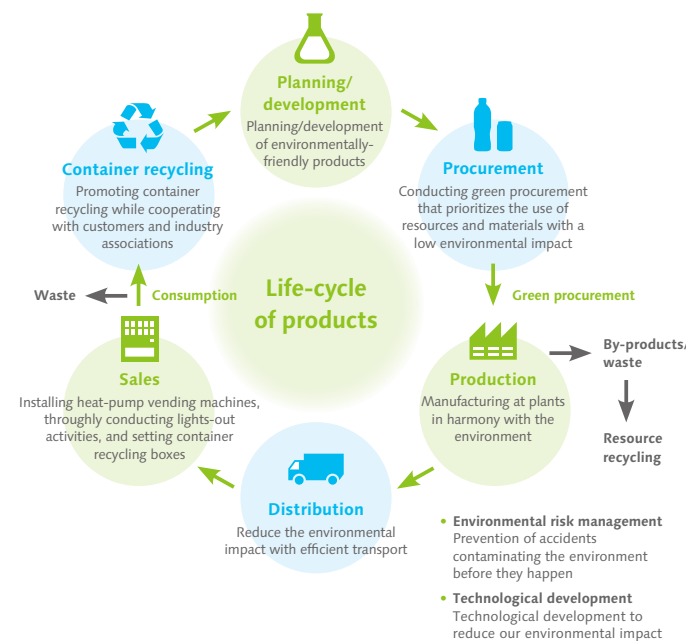 Planning/
development
Planning/development
of environmentally-
friendly products
Procurement
Conducting green procurement
that prioritizes the use of
resources and materials with a
low environmental impact
Green procurement
Production
Manufacturing at plants
in harmony with the
environment
By-products/
waste
Resource
recycling
Distribution
Reduce the environmental
impact with efficient transport
Sales
Installing heat-pump vending machines,
throughly conducting lights-out
activities, and setting container
recycling boxes
Waste
Consumption
Container recycling
Promoting container
recycling while cooperating
with customers and industry
associations
Life-cycle
of products
• Environmental risk management
Prevention of accidents
contaminating the environment
before they happen
• Technological development
Technological development to
reduce our environmental impact